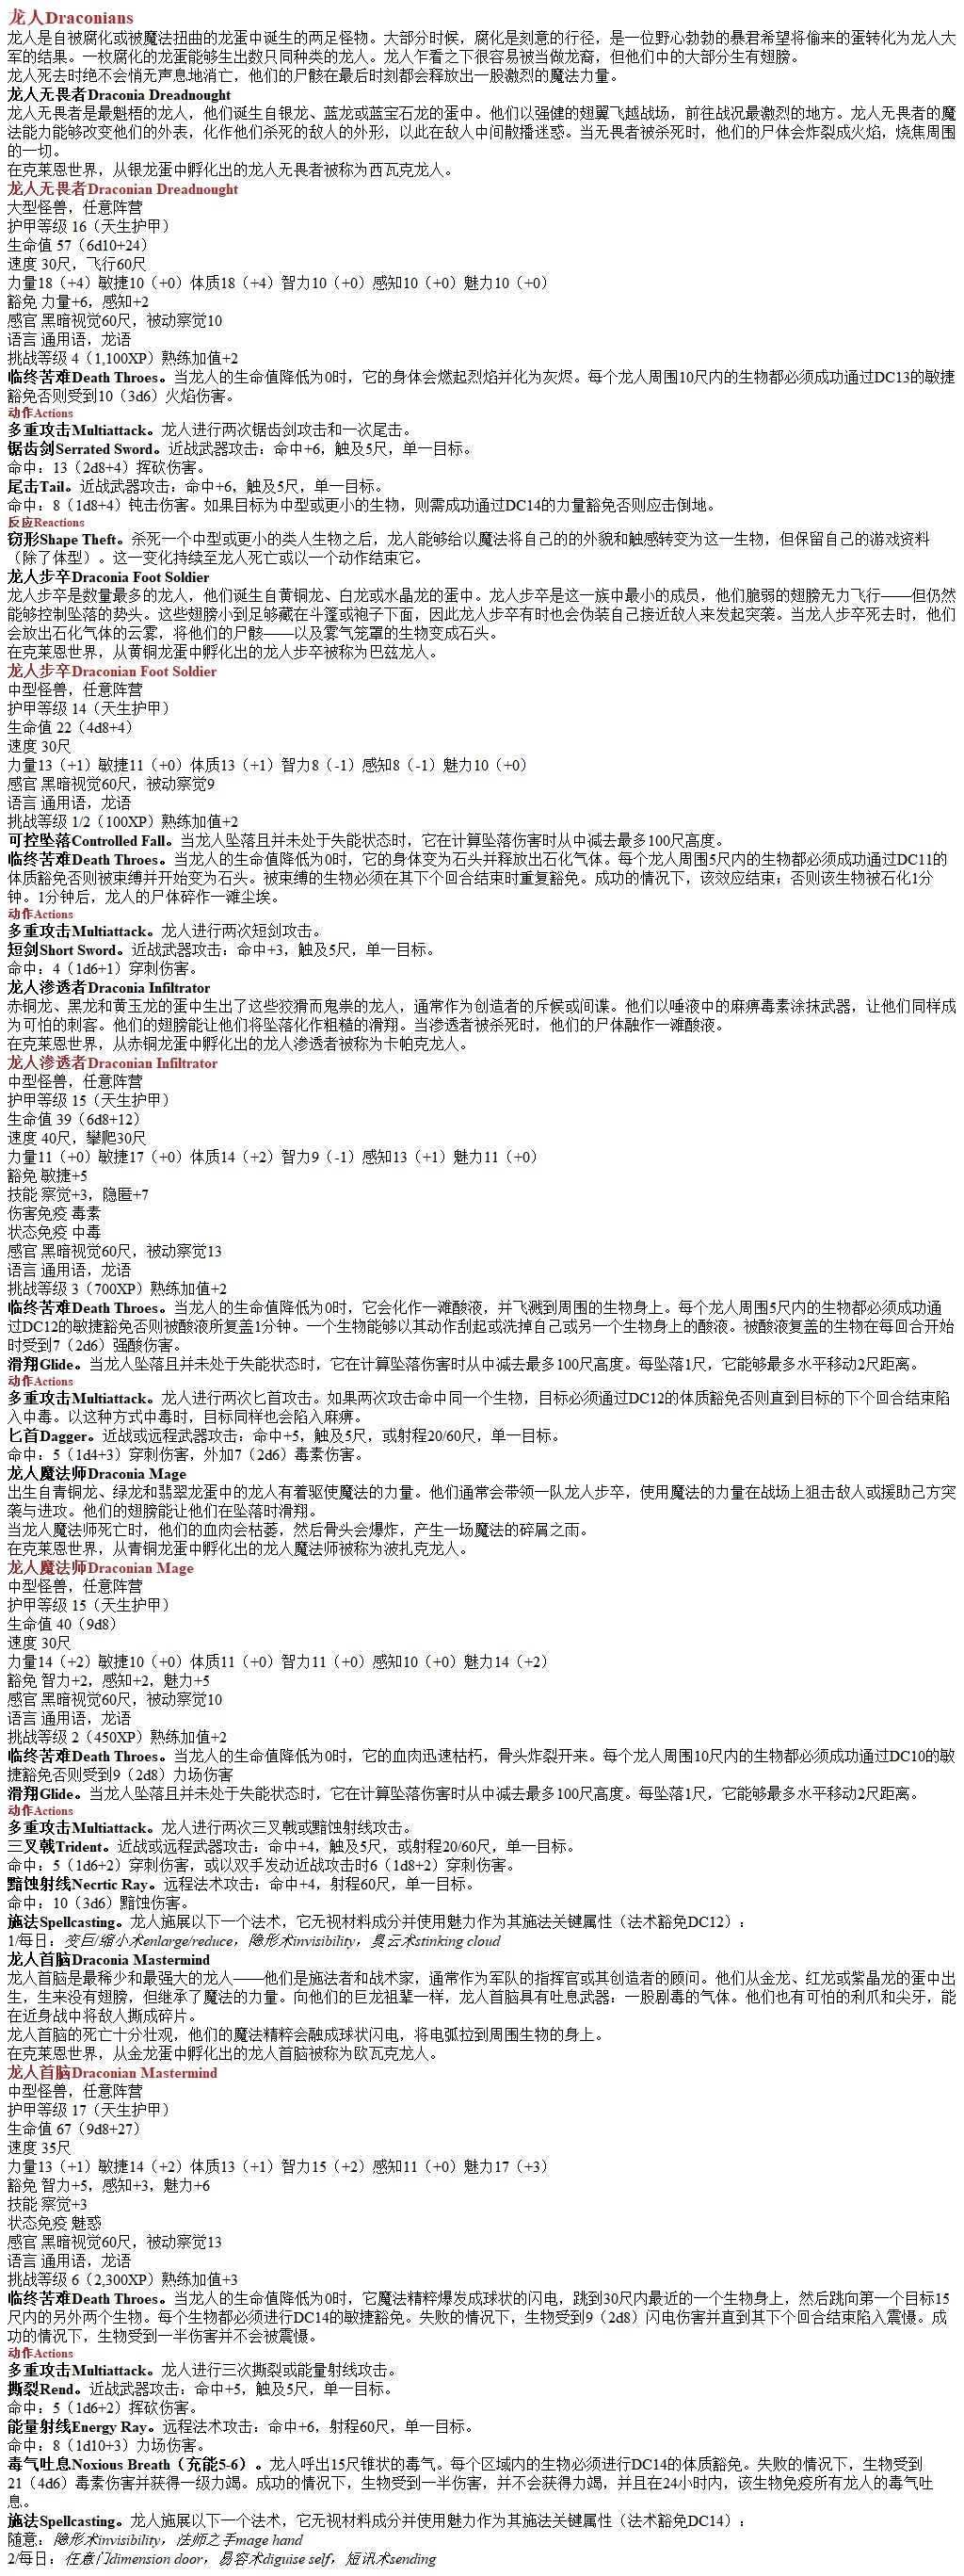 龙人Draconians
龙人是自被腐化或被魔法扭曲的龙蛋中诞生的两足怪物。大部分时候，腐化是刻意的行径，是一位野心勃勃的暴君希望将偷来的蛋转化为龙人大
军的结果。一枚腐化的龙蛋能够生出数只同种类的龙人。龙人乍看之下很容易被当做龙裔，但他们中的大部分生有翅膀。
龙人死去时绝不会悄无声息地消亡，他们的尸骸在最后时刻都会释放出一股激烈的魔法力量。
龙人无畏者Draconia Dreadnought
龙人无畏者是最魁梧的龙人，他们诞生自银龙、蓝龙或蓝宝石龙的蛋中。他们以强健的翅翼飞越战场，前往战况最激烈的地方。龙人无畏者的魔
法能力能够改变他们的外表，化作他们杀死的敌人的外形，以此在敌人中间散播迷惑。当无畏者被杀死时，他们的尸体会炸裂成火焰，烧焦周围
的一切。
在克莱恩世界，从银龙蛋中孵化出的龙人无畏者被称为西瓦克龙人。
龙人无畏者Draconian Dreadnought
大型怪兽，任意阵营
护甲等级 16（天生护甲）
生命值 57（6d10+24）
速度 30尺，飞行60尺
力量18（+4）敏捷10（+0）体质18（+4）智力10（+0）感知10（+0）魅力10（+0）
豁免 力量+6，感知+2
感官 黑暗视觉60尺，被动察觉10
语言 通用语，龙语
挑战等级 4（1,100XP）熟练加值+2
临终苦难Death Throes。当龙人的生命值降低为0时，它的身体会燃起烈焰并化为灰烬。每个龙人周围10尺内的生物都必须成功通过DC13的敏捷
豁免否则受到10（3d6）火焰伤害。
动作Actions
多重攻击Multiattack。龙人进行两次锯齿剑攻击和一次尾击。
锯齿剑Serrated Sword。近战武器攻击：命中+6，触及5尺，单一目标。
命中：13（2d8+4）挥砍伤害。
尾击Tail。近战武器攻击：命中+6，触及5尺，单一目标。
命中：8（1d8+4）钝击伤害。如果目标为中型或更小的生物，则需成功通过DC14的力量豁免否则应击倒地。
反应Reactions
窃形Shape Theft。杀死一个中型或更小的类人生物之后，龙人能够给以魔法将自己的的外貌和触感转变为这一生物，但保留自己的游戏资料
（除了体型）。这一变化持续至龙人死亡或以一个动作结束它。
龙人步卒Draconia Foot Soldier
龙人步卒是数量最多的龙人，他们诞生自黄铜龙、白龙或水晶龙的蛋中。龙人步卒是这一族中最小的成员，他们脆弱的翅膀无力飞行——但仍然
能够控制坠落的势头。这些翅膀小到足够藏在斗篷或袍子下面，因此龙人步卒有时也会伪装自己接近敌人来发起突袭。当龙人步卒死去时，他们
会放出石化气体的云雾，将他们的尸骸——以及雾气笼罩的生物变成石头。
在克莱恩世界，从黄铜龙蛋中孵化出的龙人步卒被称为巴兹龙人。
龙人步卒Draconian Foot Soldier
中型怪兽，任意阵营
护甲等级 14（天生护甲）
生命值 22（4d8+4）
速度 30尺
力量13（+1）敏捷11（+0）体质13（+1）智力8（-1）感知8（-1）魅力10（+0）
感官 黑暗视觉60尺，被动察觉9
语言 通用语，龙语
挑战等级 1/2（100XP）熟练加值+2
可控坠落Controlled Fall。当龙人坠落且并未处于失能状态时，它在计算坠落伤害时从中减去最多100尺高度。
临终苦难Death Throes。当龙人的生命值降低为0时，它的身体变为石头并释放出石化气体。每个龙人周围5尺内的生物都必须成功通过DC11的
体质豁免否则被束缚并开始变为石头。被束缚的生物必须在其下个回合结束时重复豁免。成功的情况下，该效应结束；否则该生物被石化1分
钟。1分钟后，龙人的尸体碎作一滩尘埃。
动作Actions
多重攻击Multiattack。龙人进行两次短剑攻击。
短剑Short Sword。近战武器攻击：命中+3，触及5尺，单一目标。
命中：4（1d6+1）穿刺伤害。
龙人渗透者Draconia Infiltrator
赤铜龙、黑龙和黄玉龙的蛋中生出了这些狡猾而鬼祟的龙人，通常作为创造者的斥候或间谍。他们以唾液中的麻痹毒素涂抹武器，让他们同样成
为可怕的刺客。他们的翅膀能让他们将坠落化作粗糙的滑翔。当渗透者被杀死时，他们的尸体融作一滩酸液。
在克莱恩世界，从赤铜龙蛋中孵化出的龙人渗透者被称为卡帕克龙人。
龙人渗透者Draconian Infiltrator
中型怪兽，任意阵营
护甲等级 15（天生护甲）
生命值 39（6d8+12）
速度 40尺，攀爬30尺
力量11（+0）敏捷17（+0）体质14（+2）智力9（-1）感知13（+1）魅力11（+0）
豁免 敏捷+5
技能 察觉+3，隐匿+7
伤害免疫 毒素
状态免疫 中毒
感官 黑暗视觉60尺，被动察觉13
语言 通用语，龙语
挑战等级 3（700XP）熟练加值+2
临终苦难Death Throes。当龙人的生命值降低为0时，它会化作一滩酸液，并飞溅到周围的生物身上。每个龙人周围5尺内的生物都必须成功通
过DC12的敏捷豁免否则被酸液所复盖1分钟。一个生物能够以其动作刮起或洗掉自己或另一个生物身上的酸液。被酸液复盖的生物在每回合开始
时受到7（2d6）强酸伤害。
滑翔Glide。当龙人坠落且并未处于失能状态时，它在计算坠落伤害时从中减去最多100尺高度。每坠落1尺，它能够最多水平移动2尺距离。
动作Actions
多重攻击Multiattack。龙人进行两次匕首攻击。如果两次攻击命中同一个生物，目标必须通过DC12的体质豁免否则直到目标的下个回合结束陷
入中毒。以这种方式中毒时，目标同样也会陷入麻痹。
匕首Dagger。近战或远程武器攻击：命中+5，触及5尺，或射程20/60尺，单一目标。
命中：5（1d4+3）穿刺伤害，外加7（2d6）毒素伤害。
龙人魔法师Draconia Mage
出生自青铜龙、绿龙和翡翠龙蛋中的龙人有着驱使魔法的力量。他们通常会带领一队龙人步卒，使用魔法的力量在战场上狙击敌人或援助己方突
袭与进攻。他们的翅膀能让他们在坠落时滑翔。
当龙人魔法师死亡时，他们的血肉会枯萎，然后骨头会爆炸，产生一场魔法的碎屑之雨。
在克莱恩世界，从青铜龙蛋中孵化出的龙人魔法师被称为波扎克龙人。
龙人魔法师Draconian Mage
中型怪兽，任意阵营
护甲等级 15（天生护甲）
生命值 40（9d8）
速度 30尺
力量14（+2）敏捷10（+0）体质11（+0）智力11（+0）感知10（+0）魅力14（+2）
豁免 智力+2，感知+2，魅力+5
感官 黑暗视觉60尺，被动察觉10
语言 通用语，龙语
挑战等级 2（450XP）熟练加值+2
临终苦难Death Throes。当龙人的生命值降低为0时，它的血肉迅速枯朽，骨头炸裂开来。每个龙人周围10尺内的生物都必须成功通过DC10的敏
捷豁免否则受到9（2d8）力场伤害
滑翔Glide。当龙人坠落且并未处于失能状态时，它在计算坠落伤害时从中减去最多100尺高度。每坠落1尺，它能够最多水平移动2尺距离。
动作Actions
多重攻击Multiattack。龙人进行两次三叉戟或黯蚀射线攻击。
三叉戟Trident。近战或远程武器攻击：命中+4，触及5尺，或射程20/60尺，单一目标。
命中：5（1d6+2）穿刺伤害，或以双手发动近战攻击时6（1d8+2）穿刺伤害。
黯蚀射线Necrtic Ray。远程法术攻击：命中+4，射程60尺，单一目标。
命中：10（3d6）黯蚀伤害。
施法Spellcasting。龙人施展以下一个法术，它无视材料成分并使用魅力作为其施法关键属性（法术豁免DC12）：
1/每日：变巨/缩小术enlarge/reduce，隐形术invisibility，臭云术stinking cloud
龙人首脑Draconia Mastermind
龙人首脑是最稀少和最强大的龙人——他们是施法者和战术家，通常作为军队的指挥官或其创造者的顾问。他们从金龙、红龙或紫晶龙的蛋中出
生，生来没有翅膀，但继承了魔法的力量。向他们的巨龙祖辈一样，龙人首脑具有吐息武器：一股剧毒的气体。他们也有可怕的利爪和尖牙，能
在近身战中将敌人撕成碎片。
龙人首脑的死亡十分壮观，他们的魔法精粹会融成球状闪电，将电弧拉到周围生物的身上。
在克莱恩世界，从金龙蛋中孵化出的龙人首脑被称为欧瓦克龙人。
龙人首脑Draconian Mastermind
中型怪兽，任意阵营
护甲等级 17（天生护甲）
生命值 67（9d8+27）
速度 35尺
力量13（+1）敏捷14（+2）体质13（+1）智力15（+2）感知11（+0）魅力17（+3）
豁免 智力+5，感知+3，魅力+6
技能 察觉+3
状态免疫 魅惑
感官 黑暗视觉60尺，被动察觉13
语言 通用语，龙语
挑战等级 6（2,300XP）熟练加值+3
临终苦难Death Throes。当龙人的生命值降低为0时，它魔法精粹爆发成球状的闪电，跳到30尺内最近的一个生物身上，然后跳向第一个目标15
尺内的另外两个生物。每个生物都必须进行DC14的敏捷豁免。失败的情况下，生物受到9（2d8）闪电伤害并直到其下个回合结束陷入震慑。成
功的情况下，生物受到一半伤害并不会被震慑。
动作Actions
多重攻击Multiattack。龙人进行三次撕裂或能量射线攻击。
撕裂Rend。近战武器攻击：命中+5，触及5尺，单一目标。
命中：5（1d6+2）挥砍伤害。
能量射线Energy Ray。远程法术攻击：命中+6，射程60尺，单一目标。
命中：8（1d10+3）力场伤害。
毒气吐息Noxious Breath（充能5-6）。龙人呼出15尺锥状的毒气。每个区域内的生物必须进行DC14的体质豁免。失败的情况下，生物受到
21（4d6）毒素伤害并获得一级力竭。成功的情况下，生物受到一半伤害，并不会获得力竭，并且在24小时内，该生物免疫所有龙人的毒气吐
息。
施法Spellcasting。龙人施展以下一个法术，它无视材料成分并使用魅力作为其施法关键属性（法术豁免DC14）：
随意：隐形术invisibility，法师之手mage hand
2/每日：任意门dimension door，易容术diguise self，短讯术sending